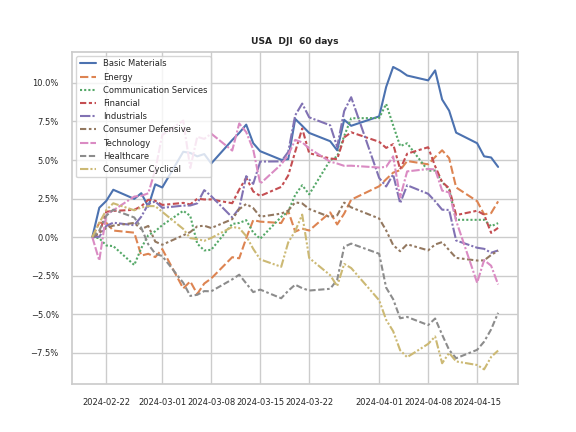 USA DJI 60 days
Basic Materials
Energy
Communication Services
Financial
Industrials
Consumer Defensive
Technology
Healthcare
Consumer Cyclical
10.0%
7.5%
5.0%
2.5%
0.0%
−2.5%
−5.0%
−7.5%
2024-02-22 2024-03-01 2024-03-08 2024-03-15 2024-03-22 2024-04-01 2024-04-08 2024-04-15